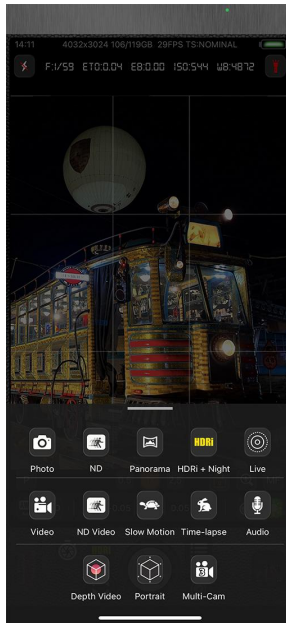 14:11 4032x3024 106/119GB 29FPS TS:NOMINAL
F:1/59 ET0:0.04 EB:0.00 ISO:544 WB:4872
Photo ND Panorama HDRi + Night Live
HDRi
Video ND Video Slow Motion Time-lapse Audio
Depth Video Portrait Multi-Cam